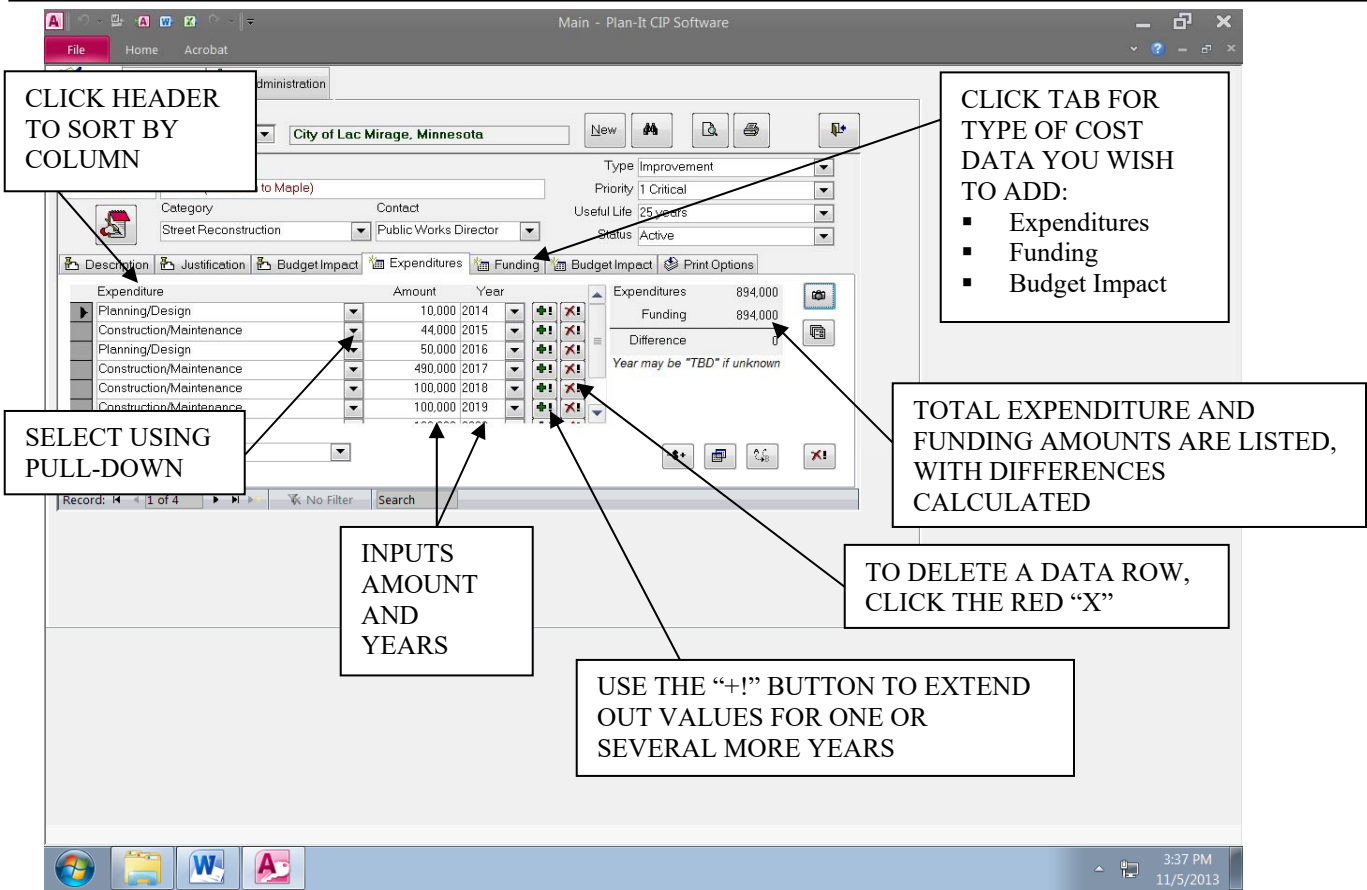 Main - Plan-It CIP Software
File Home Acrobat
dministration
CLICK HEADER
TO SORT BY
COLUMN
CLICK TAB FOR
TYPE OF COST
DATA YOU WISH
TO ADD:
▪ Expenditures
▪ Funding
▪ Budget Impact
City of Lac Mirage, Minnesota
New
Type Improvement
to Maple)
Priority 1 Critical
Category
Contact
Useful Life 25 years
Street Reconstruction
Public Works Director
Status Active
Description Justification Budget Impact Expenditures Funding Budget Impact Print Options
Expenditure Amount Year
Planning/Design 10,000 2014 +! X!
Construction/Maintenance 44,000 2015 +! X!
Planning/Design 50,000 2016 +! X!
Construction/Maintenance 490,000 2017 +! X!
Construction/Maintenance 100,000 2018 +! X!
Construction/Maintenance 100,000 2019 +! X!
Expenditures 894,000
Funding 894,000
Difference 0
Year may be "TBD" if unknown
SELECT USING
PULL-DOWN
TOTAL EXPENDITURE AND
FUNDING AMOUNTS ARE LISTED,
WITH DIFFERENCES
CALCULATED
X!
Record: 1 of 4 No Filter Search
INPUTS
AMOUNT
AND
YEARS
TO DELETE A DATA ROW,
CLICK THE RED “X”
USE THE “+!” BUTTON TO EXTEND
OUT VALUES FOR ONE OR
SEVERAL MORE YEARS
3:37 PM
11/5/2013